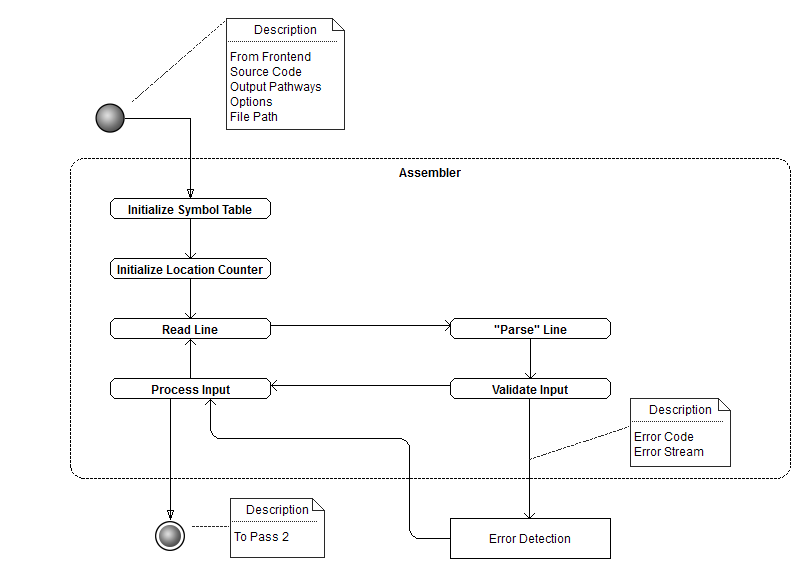 Description
From Frontend
Source Code
Output Pathways
Options
File Path
Assembler
Initialize Symbol Table
Initialize Location Counter
Read Line
"Parse" Line
Process Input
Validate Input
Description
Error Code
Error Stream
Description
To Pass 2
Error Detection